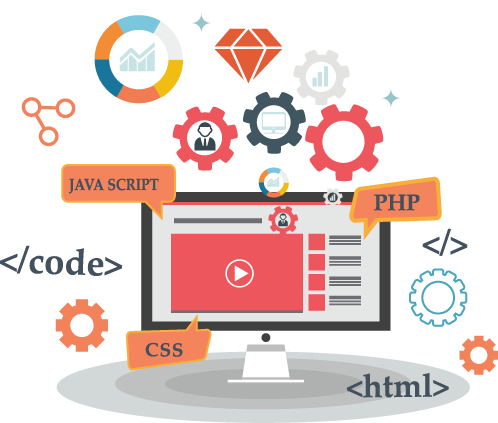 JAVA SCRIPT
PHP
</>
</code>
CSS
<html>